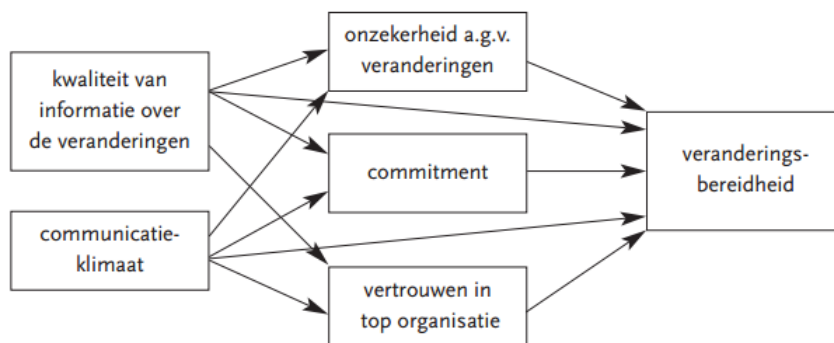 kwaliteit van
informatie over
de veranderingen
communicatie-
klimaat
onzekerheid a.g.v.
veranderingen
commitment
vertrouwen in
top organisatie
veranderings-
bereidheid